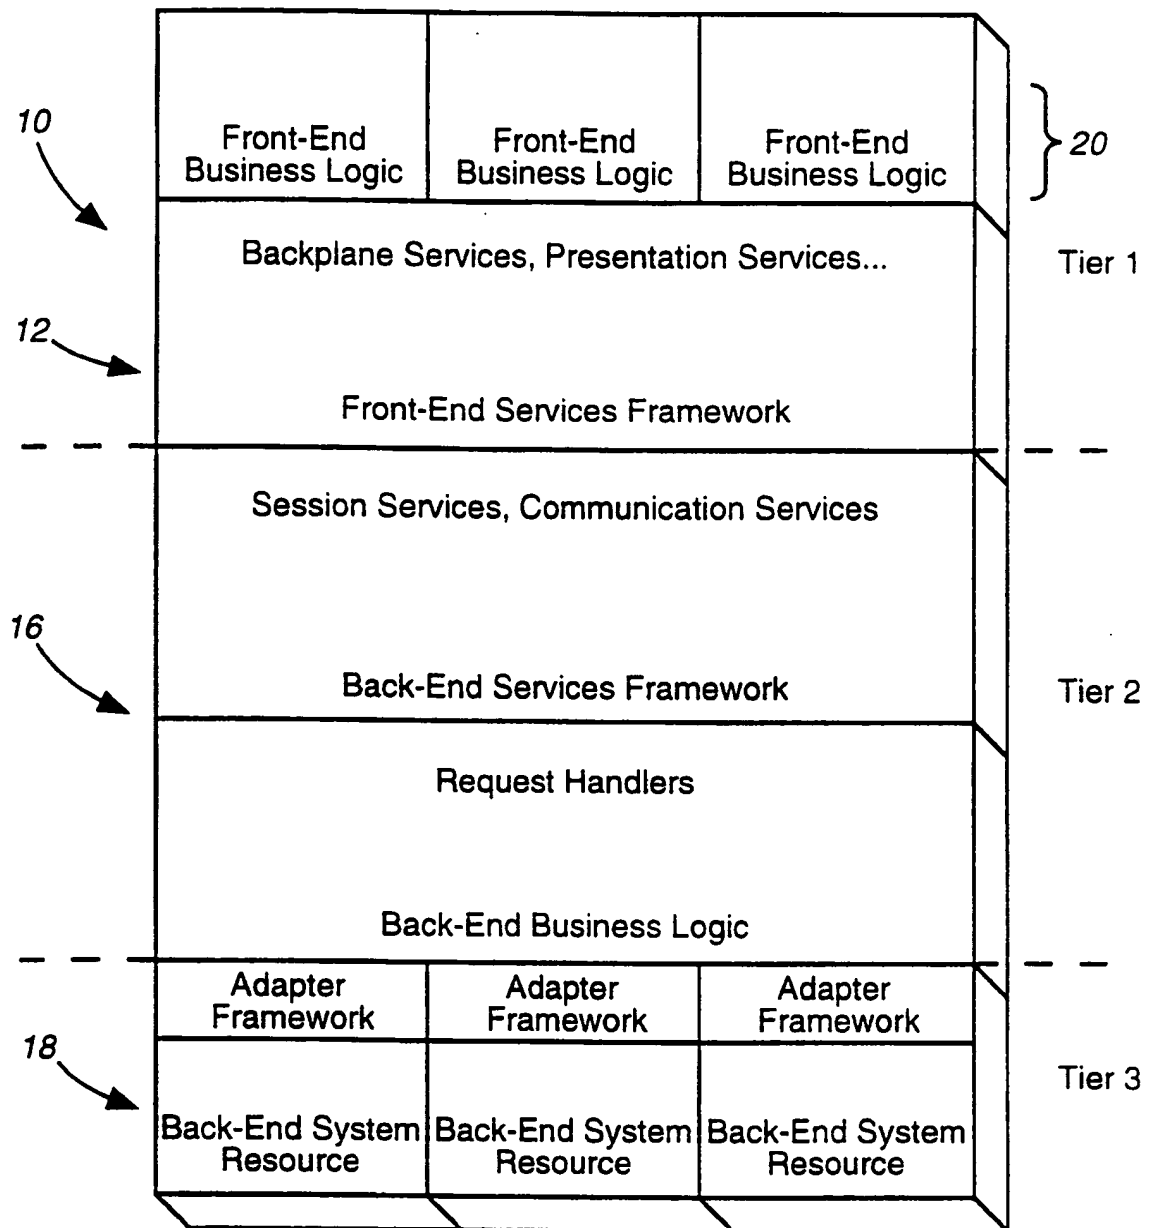 10
Front-End
Business Logic
Front-End
Business Logic
Front-End
Business Logic
20
Backplane Services, Presentation Services...
Tier 1
12
Front-End Services Framework
Session Services, Communication Services
16
Back-End Services Framework
Tier 2
Request Handlers
Back-End Business Logic
Adapter
Framework
Adapter
Framework
Adapter
Framework
18
Tier 3
Back-End System
Resource
Back-End System
Resource
Back-End System
Resource